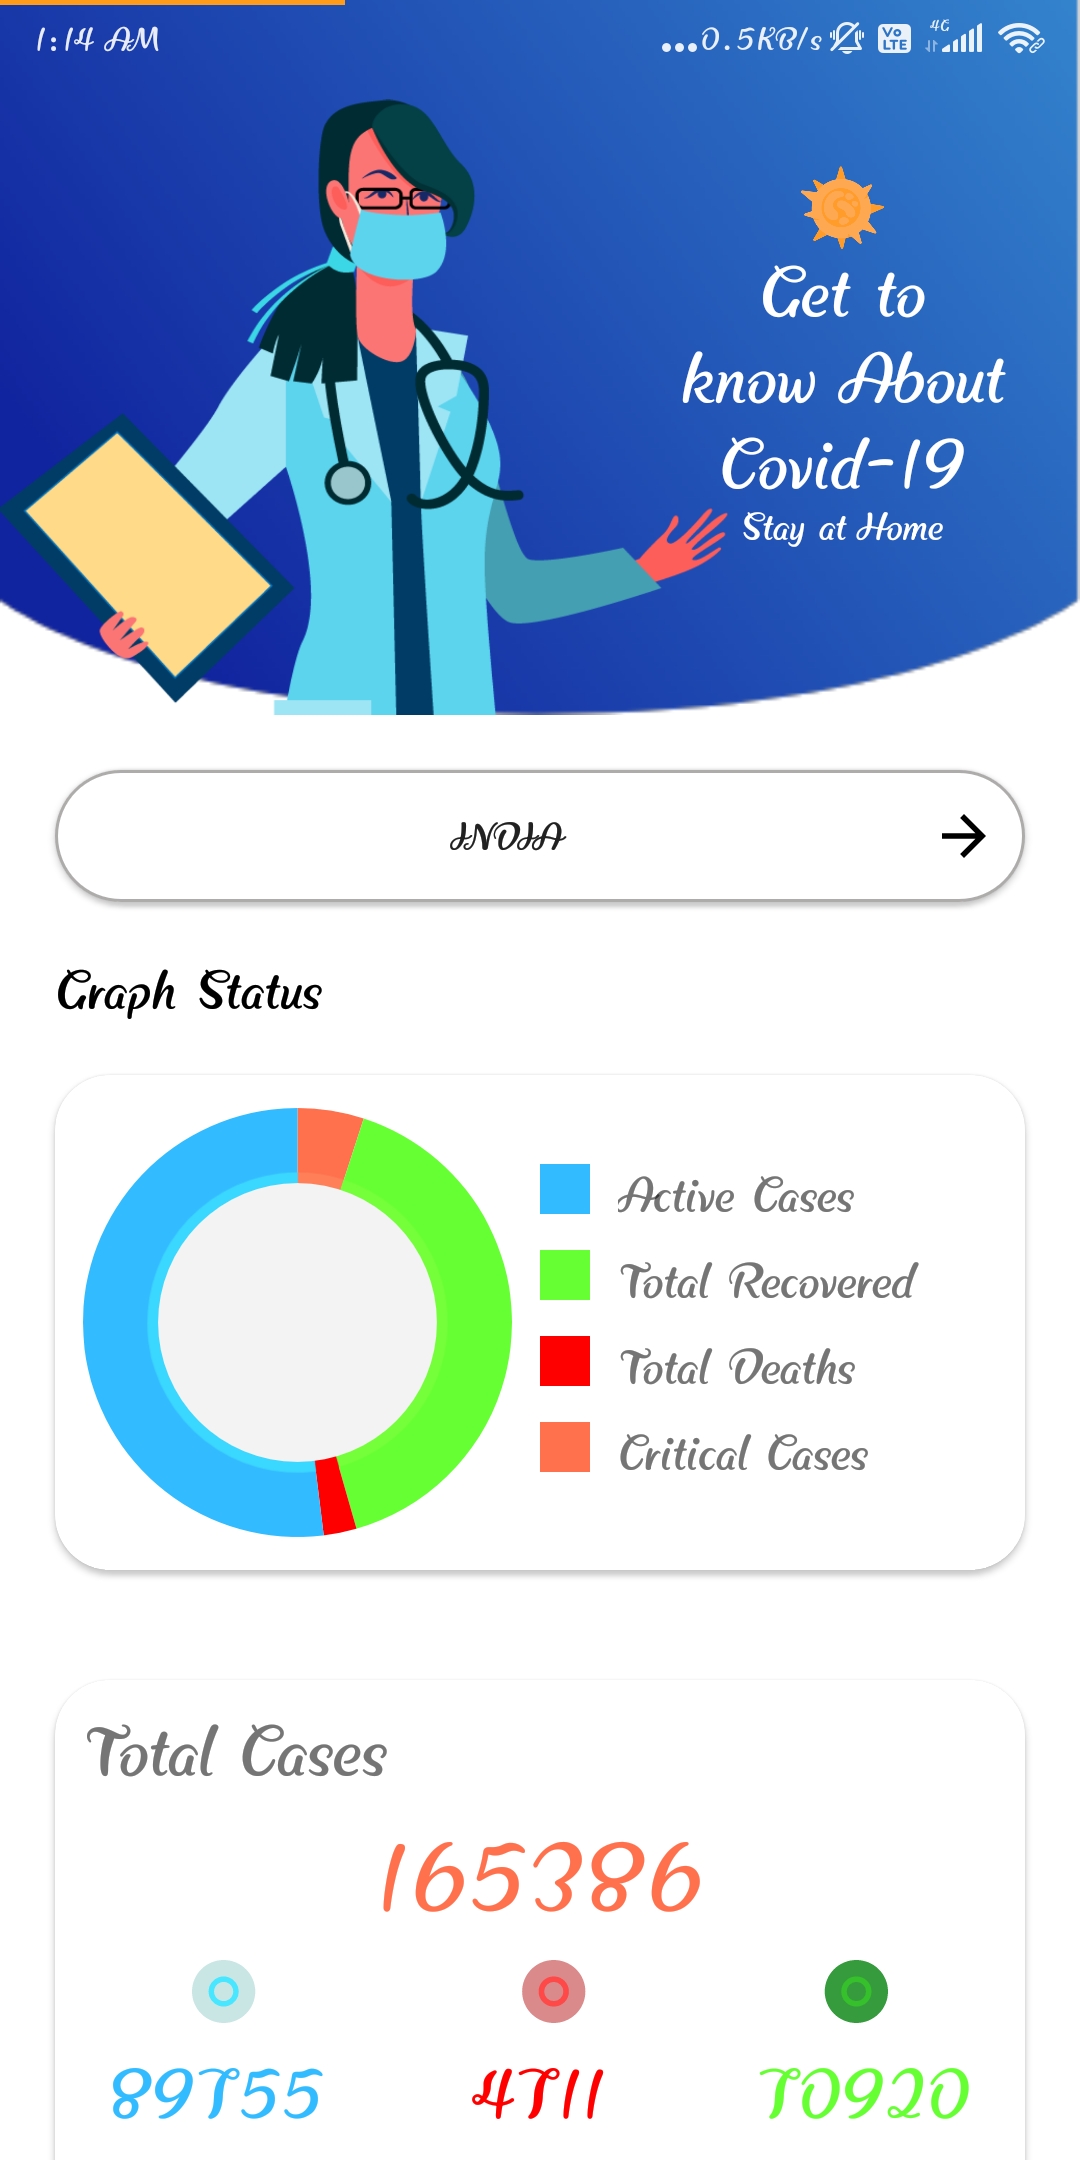 1:14 AM
...0.5KB/s
Vo
LTE
4G
Get to
know About
Covid-19
Stay at Home
INDIA
Graph Status
Active Cases
Total Recovered
Total Deaths
Critical Cases
Total Cases
165386
89755
4711
70920